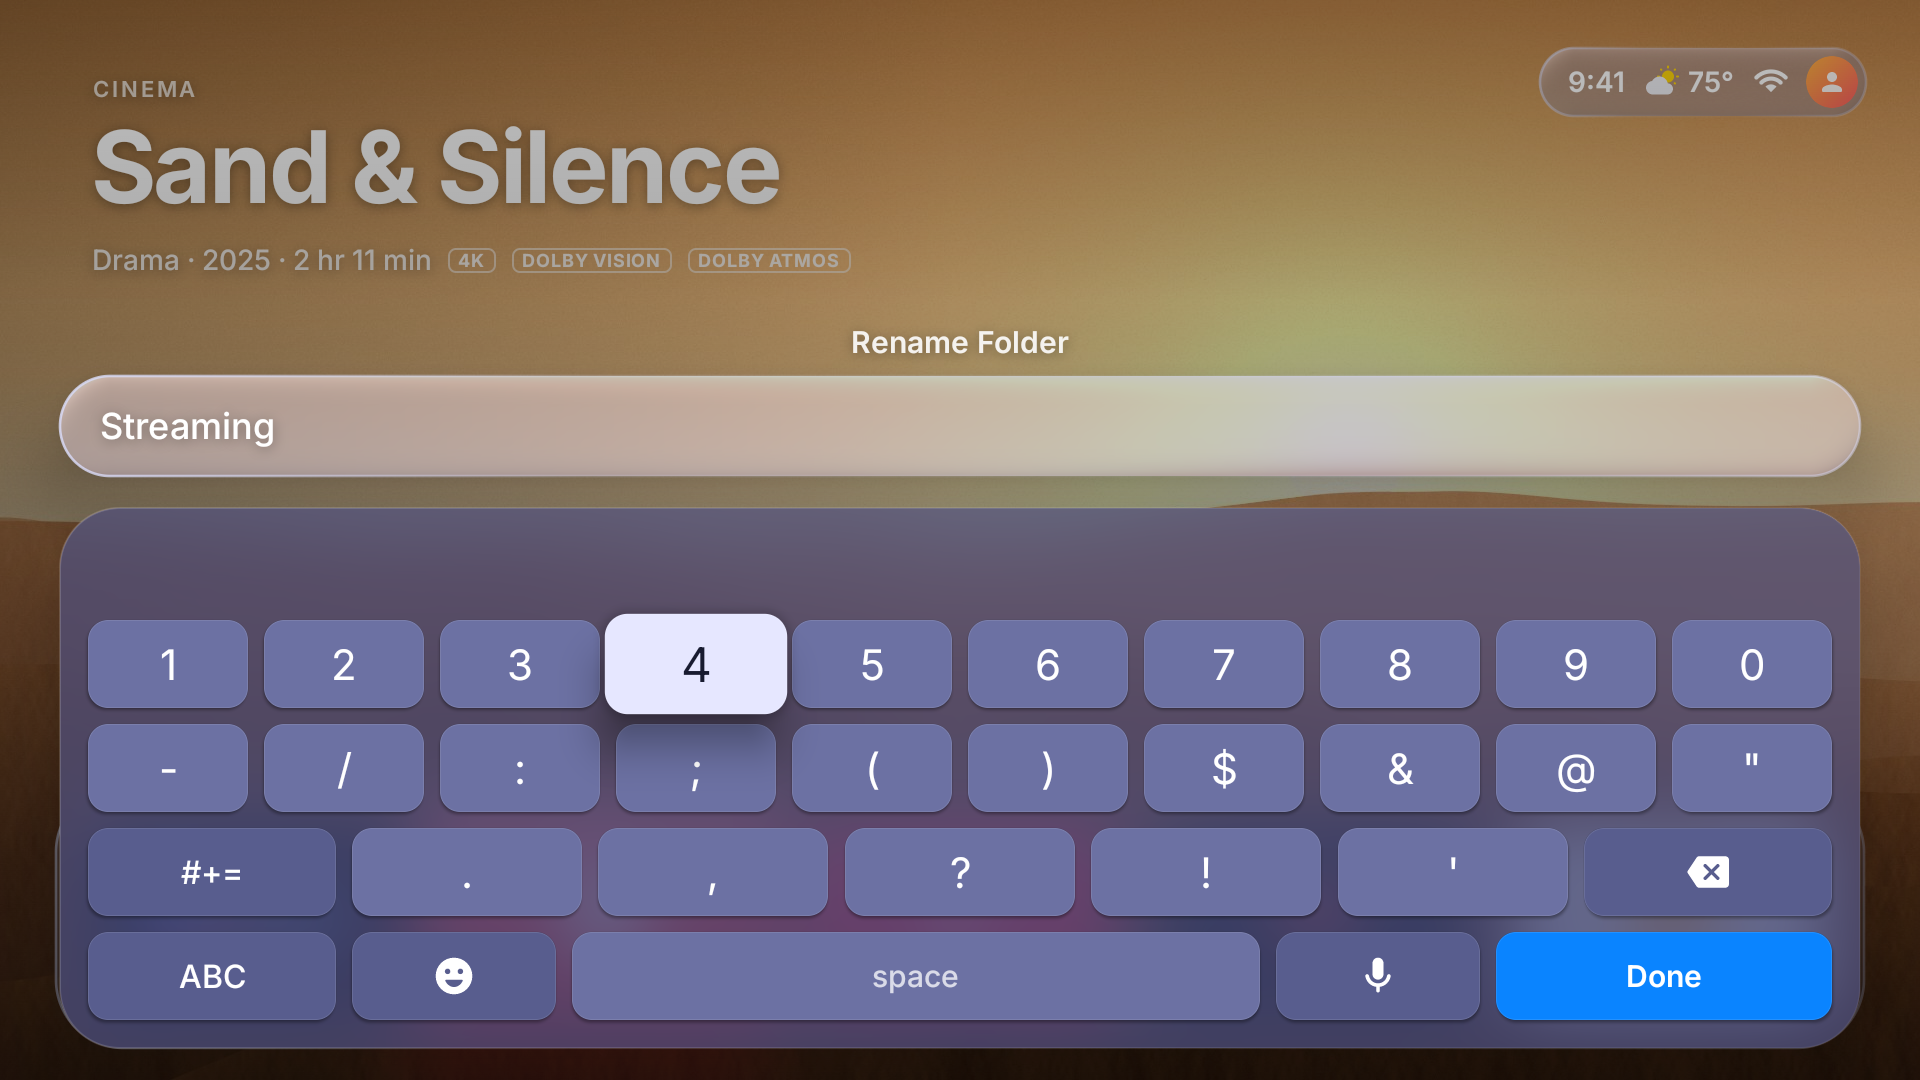 CINEMA
9:41 75°
Sand & Silence
Drama · 2025 · 2 hr 11 min 4K DOLBY VISION DOLBY ATMOS
Rename Folder
Streaming
1 2 3 4 5 6 7 8 9 0
- / : ; ( ) $ & @ "
#+= . , ? ! '
ABC space Done